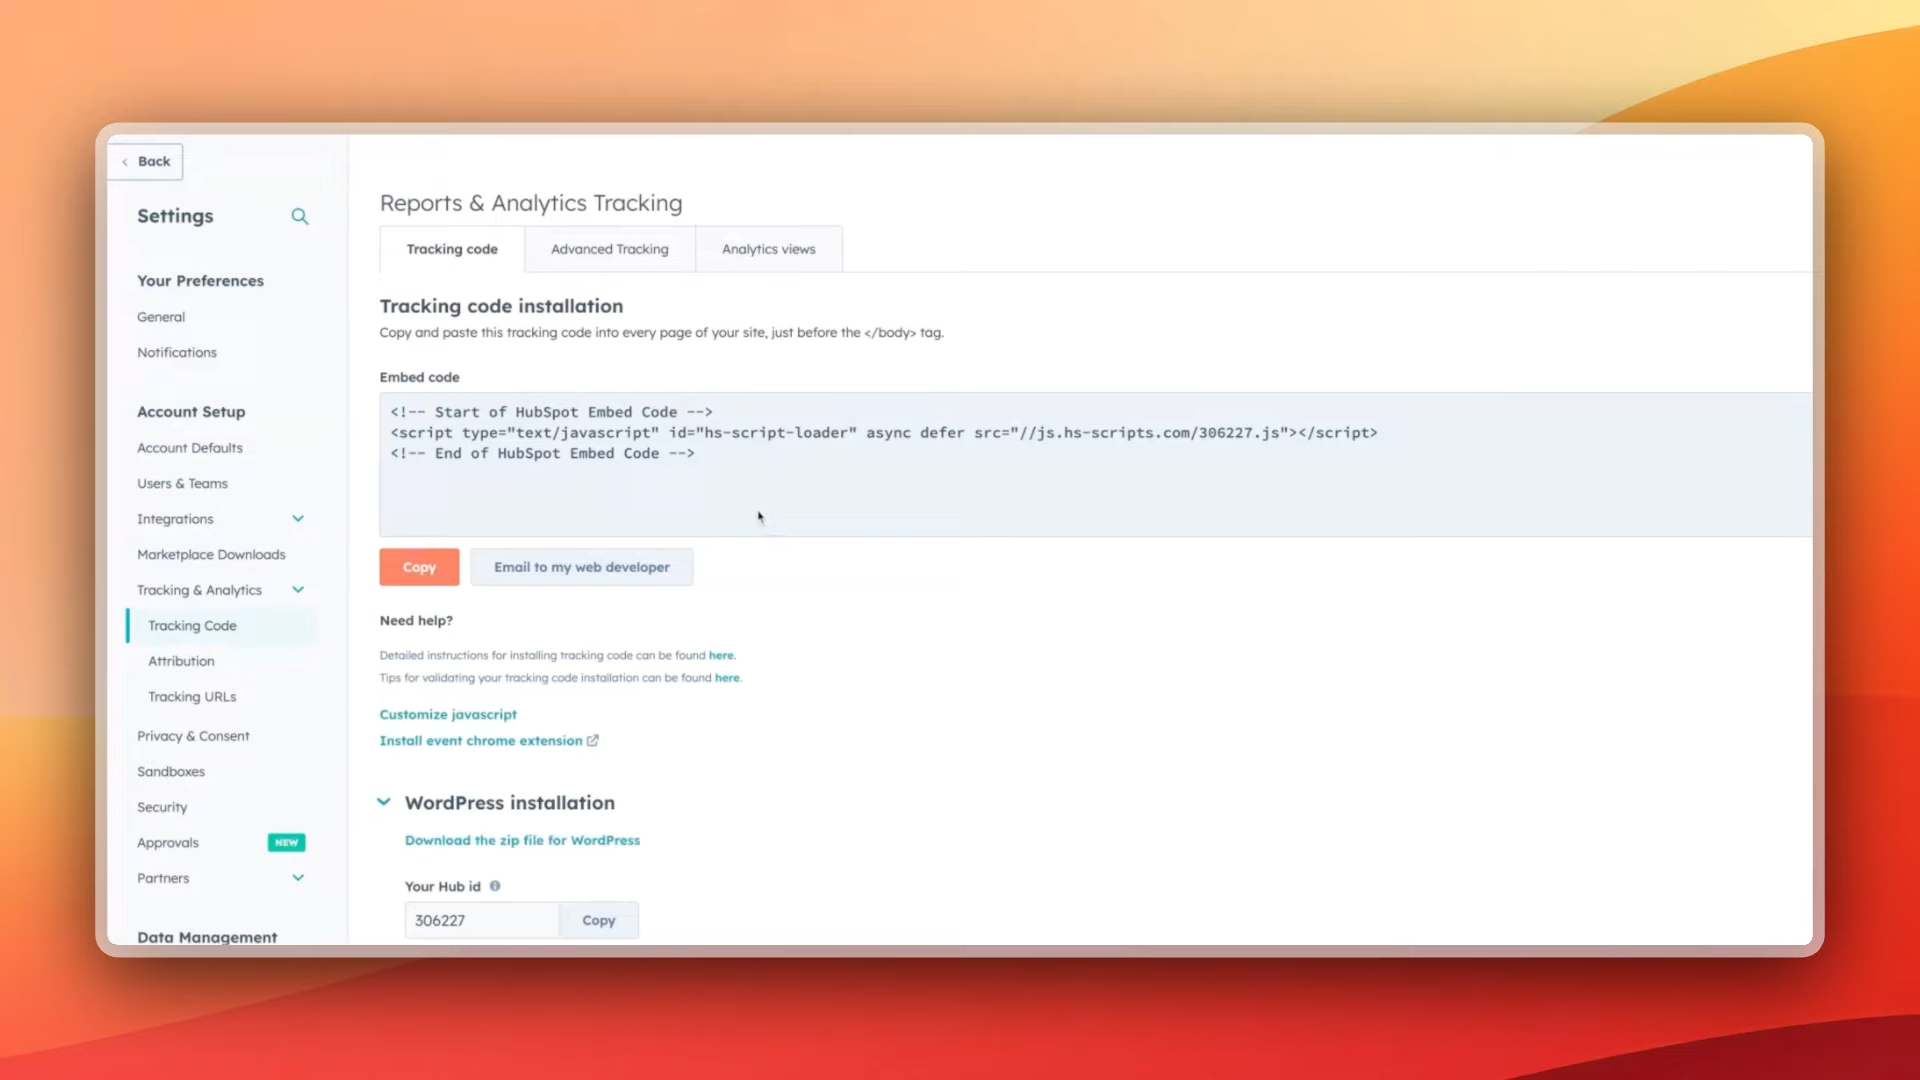 Back
Settings
Your Preferences
General
Notifications
Account Setup
Account Defaults
Users & Teams
Integrations
Marketplace Downloads
Tracking & Analytics
Tracking Code
Attribution
Tracking URLs
Privacy & Consent
Sandboxes
Security
Approvals NEW
Partners
Data Management
Reports & Analytics Tracking
Tracking code Advanced Tracking Analytics views
Tracking code installation
Copy and paste this tracking code into every page of your site, just before the </body> tag.
Embed code
<!-- Start of HubSpot Embed Code -->
<script type="text/javascript" id="hs-script-loader" async defer src="//js.hs-scripts.com/306227.js"></script>
<!-- End of HubSpot Embed Code -->
Copy Email to my web developer
Need help?
Detailed instructions for installing tracking code can be found here.
Tips for validating your tracking code installation can be found here.
Customize javascript
Install event chrome extension
WordPress installation
Download the zip file for WordPress
Your Hub id
306227 Copy